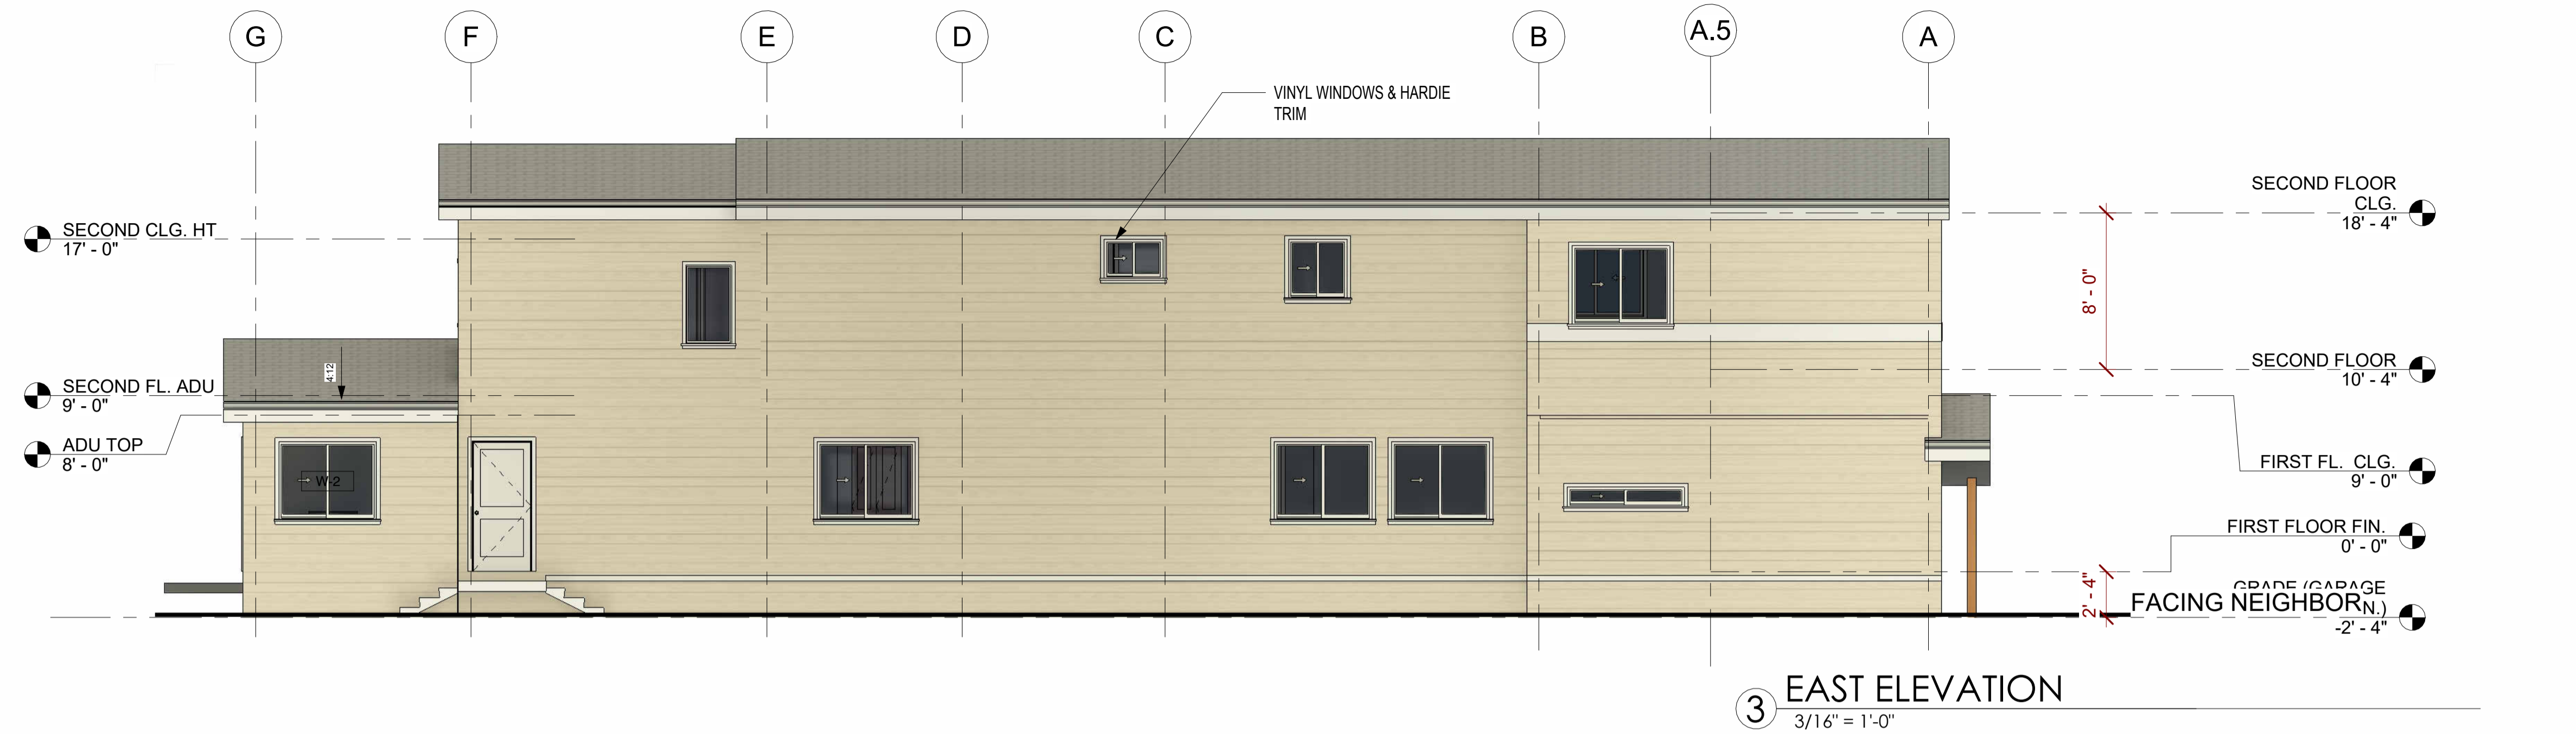 G
F
E
D
C
B
A.5
A
VINYL WINDOWS & HARDIE
TRIM
SECOND CLG. HT
17' - 0"
SECOND FL. ADU
9' - 0"
ADU TOP
8' - 0"
4:12
W-2
SECOND FLOOR
CLG.
18' - 4"
8' - 0"
SECOND FLOOR
10' - 4"
FIRST FL. CLG.
9' - 0"
FIRST FLOOR FIN.
0' - 0"
2' - 4"
GRADE (GARAGE
FACING NEIGHBOR
N.)
-2' - 4"
3
EAST ELEVATION
3/16" = 1'-0"